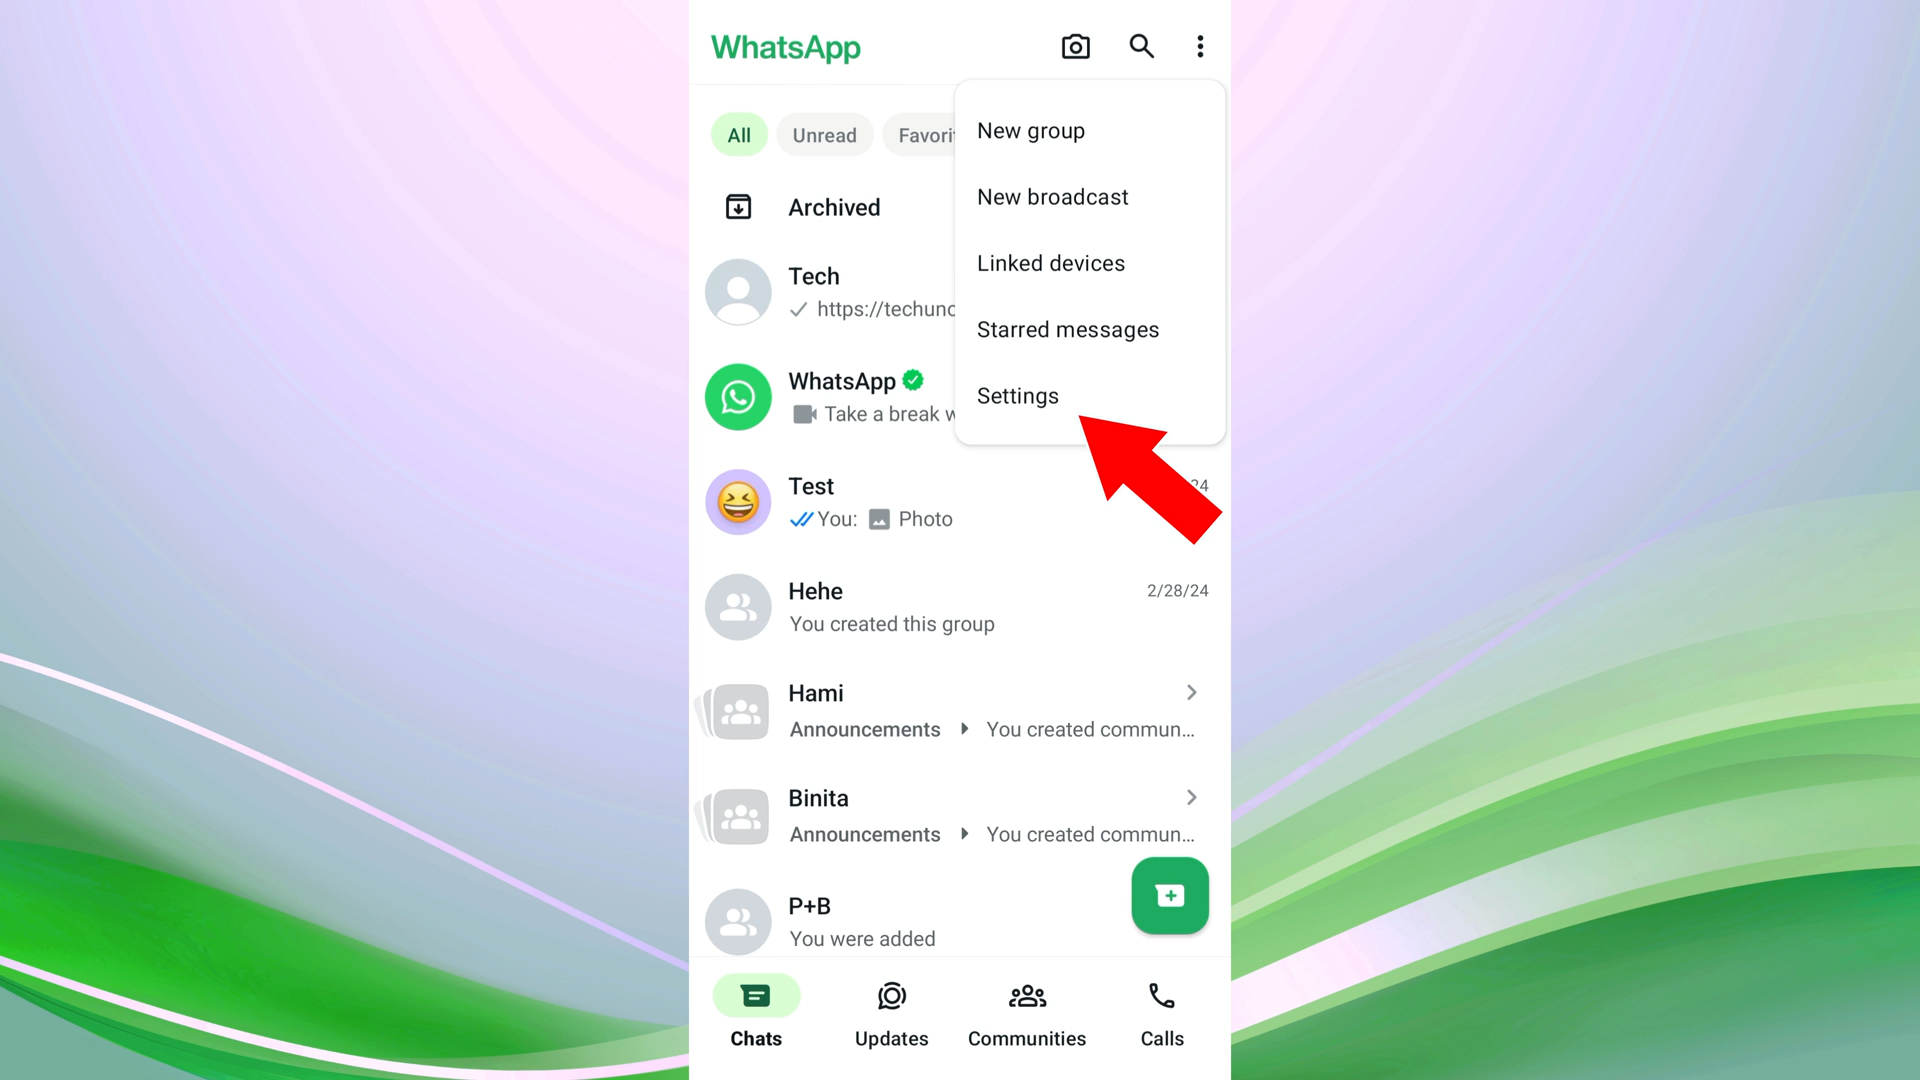 WhatsApp
All
Unread
Favorit
New group
New broadcast
Linked devices
Starred messages
Settings
Archived
Tech
https://techunc
WhatsApp
Take a break w
Test
24
You: Photo
Hehe
2/28/24
You created this group
Hami
Announcements You created commun...
Binita
Announcements You created commun...
P+B
You were added
Chats
Updates
Communities
Calls